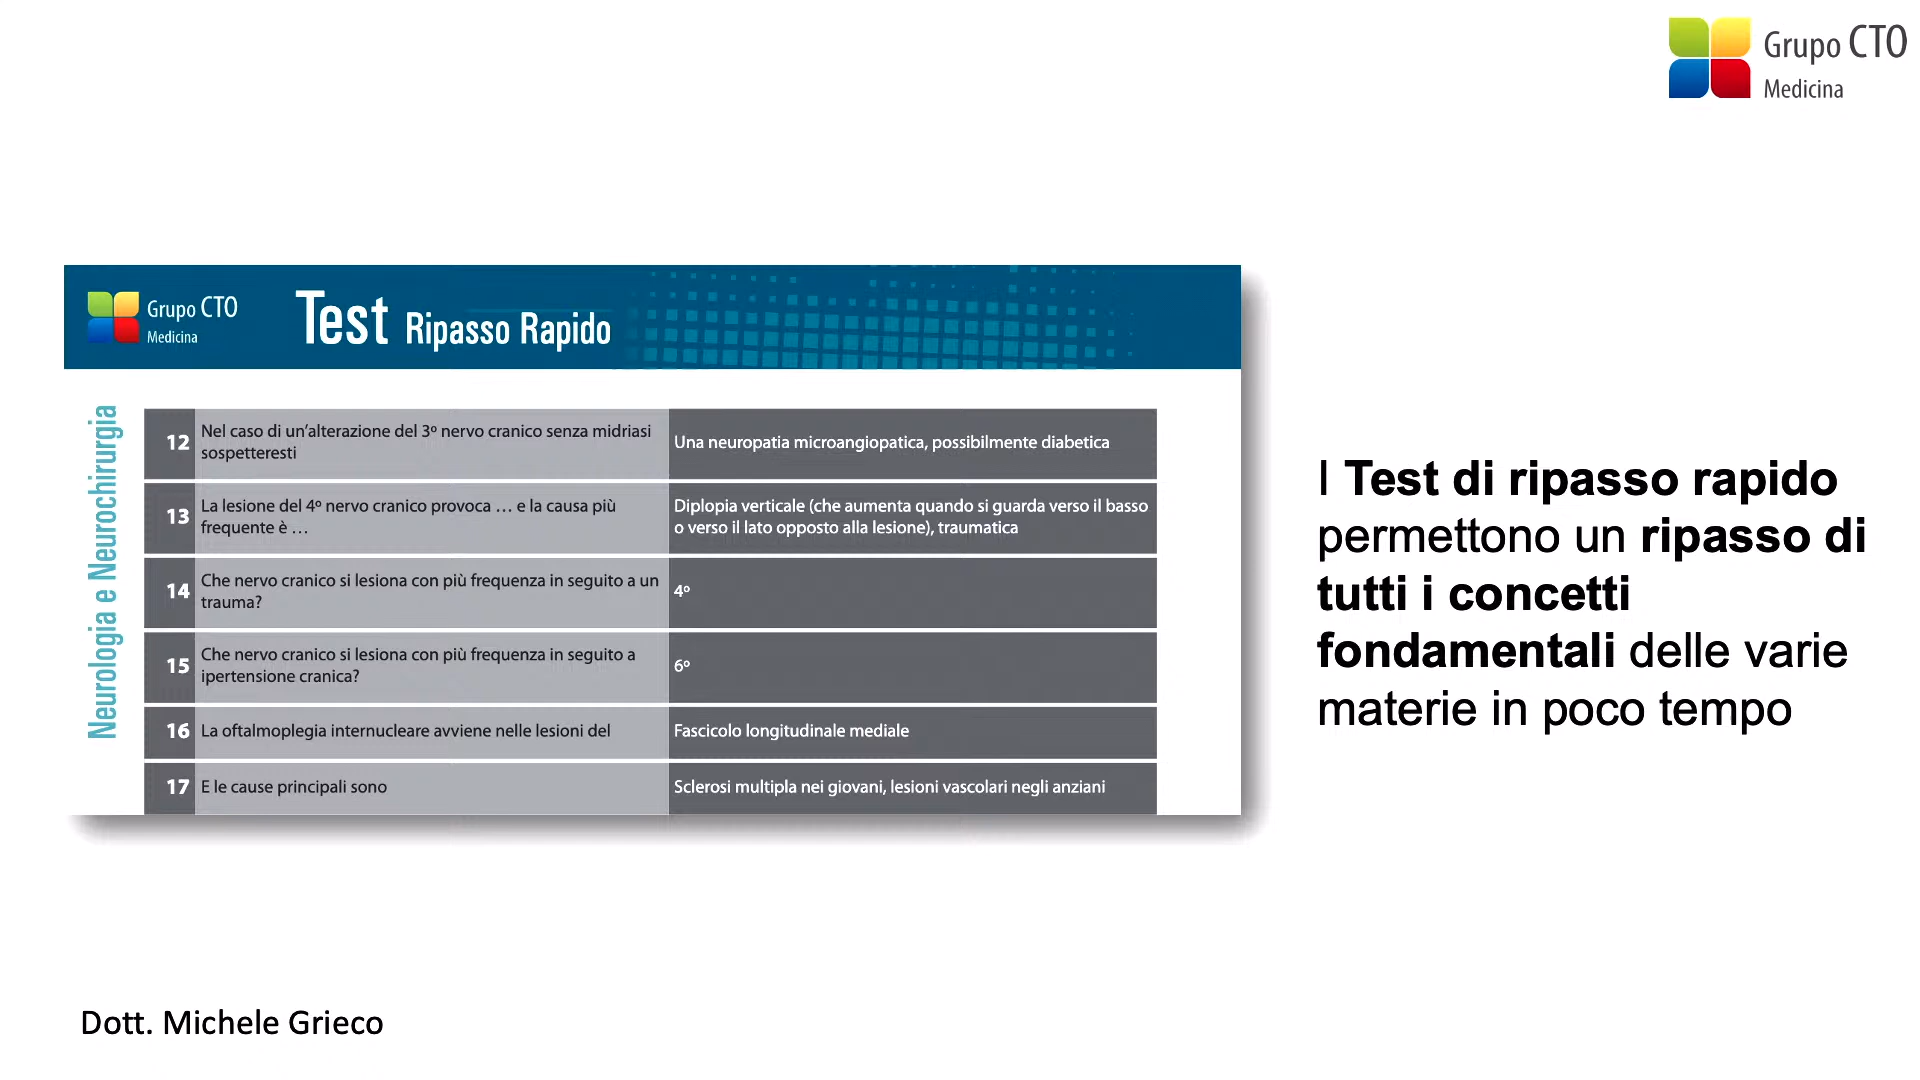 Grupo CTO
Medicina
Grupo CTO
Medicina
Test Ripasso Rapido
Neurologia e Neurochirurgia
12 Nel caso di un'alterazione del 3º nervo cranico senza midriasi
sospetteresti
Una neuropatia microangiopatica, possibilmente diabetica
13 La lesione del 4º nervo cranico provoca … e la causa più
frequente è …
Diplopia verticale (che aumenta quando si guarda verso il basso
o verso il lato opposto alla lesione), traumatica
14 Che nervo cranico si lesiona con più frequenza in seguito a un
trauma?
4º
15 Che nervo cranico si lesiona con più frequenza in seguito a
ipertensione cranica?
6º
16 La oftalmoplegia internucleare avviene nelle lesioni del
Fascicolo longitudinale mediale
17 E le cause principali sono
Sclerosi multipla nei giovani, lesioni vascolari negli anziani
I Test di ripasso rapido
permettono un ripasso di
tutti i concetti
fondamentali delle varie
materie in poco tempo
Dott. Michele Grieco